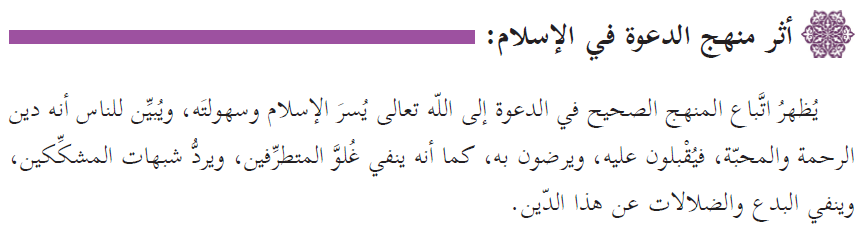 أثر منهج الدعوة في الإسلام:
يُظهرُ اتَّباع المنهج الصحيح في الدعوة إلى اللّه تعالى يُسرَ الإسلام وسهولتَه، ويُبيِّن للناس أنه دين
الرحمة والمحبّة، فيُقْبلون عليه، ويرضون به، كما أنه ينفي غُلوَّ المتطرِّفين، ويردُّ شبهات المشكِّكين،
وينفي البدع والضلالات عن هذا الدّين.